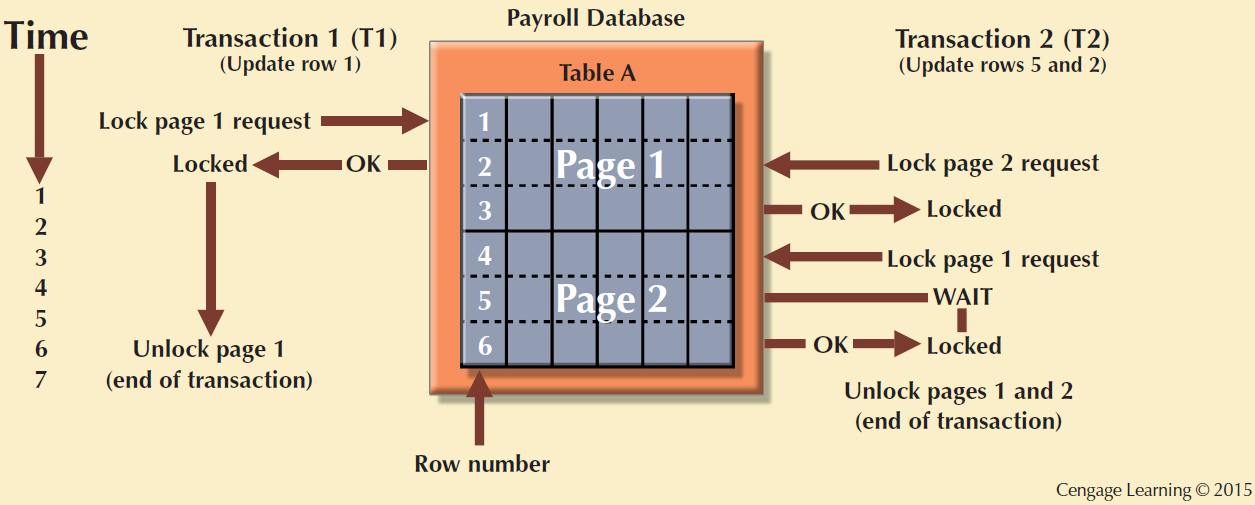 Payroll Database
Time
Transaction 1 (T1)
(Update row 1)
Transaction 2 (T2)
(Update rows 5 and 2)
Table A
Lock page 1 request
Locked
OK
Unlock page 1
(end of transaction)
1
2
3
4
5
6
7
1
2
3
4
5
6
Page 1
Page 2
Lock page 2 request
OK
Locked
Lock page 1 request
WAIT
OK
Locked
Unlock pages 1 and 2
(end of transaction)
Row number
Cengage Learning © 2015